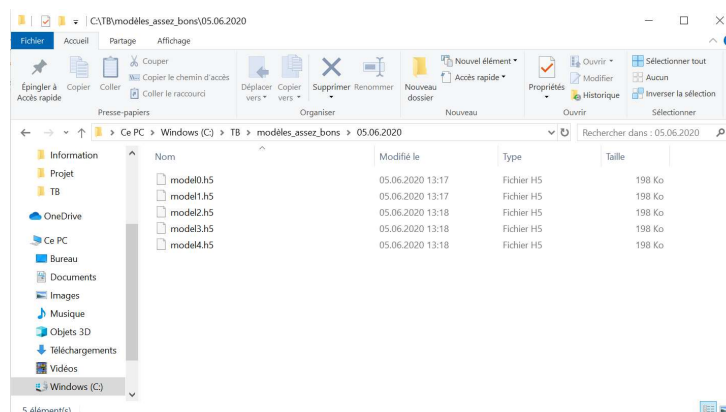 C:\TB\modèles_assez_bons\05.06.2020
Fichier Accueil Partage Affichage
Épingler à Accès rapide
Copier
Coller
Couper
Copier le chemin d'accès
Coller le raccourci
Presse-papiers
Déplacer vers
Copier vers
Supprimer
Renommer
Organiser
Nouveau dossier
Nouvel élément
Accès rapide
Nouveau
Propriétés
Ouvrir
Modifier
Historique
Ouvrir
Sélectionner tout
Aucun
Inverser la sélection
Sélectionner
Ce PC > Windows (C:) > TB > modèles_assez_bons > 05.06.2020
Rechercher dans : 05.06.2020
Information
Projet
TB
OneDrive
Ce PC
Bureau
Documents
Images
Musique
Objets 3D
Téléchargements
Vidéos
Windows (C:)
Nom Modifié le Type Taille
model0.h5 05.06.2020 13:17 Fichier H5 198 Ko
model1.h5 05.06.2020 13:17 Fichier H5 198 Ko
model2.h5 05.06.2020 13:18 Fichier H5 198 Ko
model3.h5 05.06.2020 13:18 Fichier H5 198 Ko
model4.h5 05.06.2020 13:18 Fichier H5 198 Ko
5 élément(s)